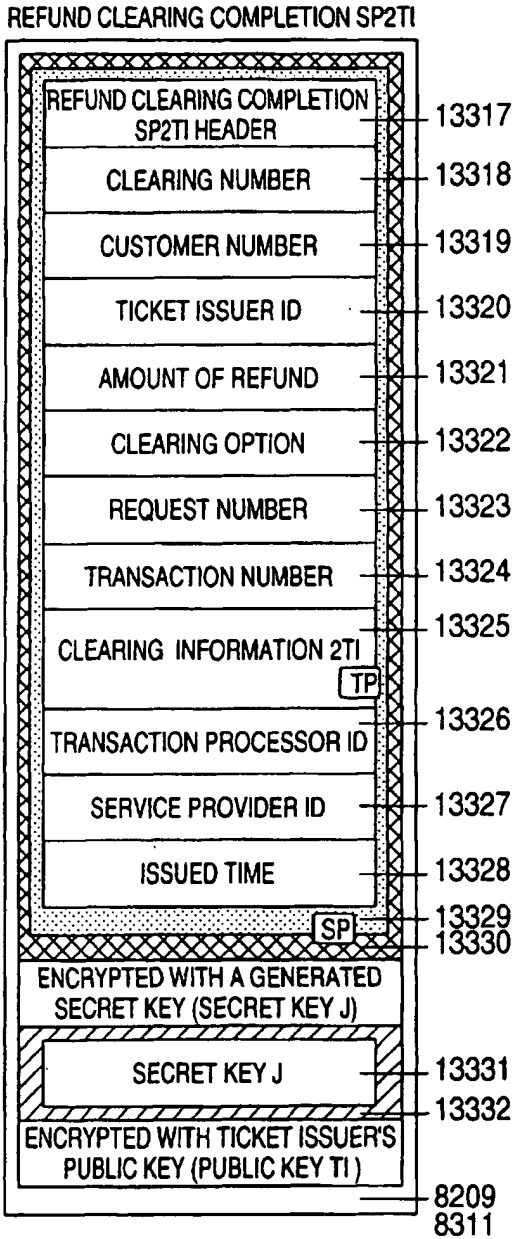 REFUND CLEARING COMPLETION SP2TI
REFUND CLEARING COMPLETION
SP2TI HEADER
13317
CLEARING NUMBER
13318
CUSTOMER NUMBER
13319
TICKET ISSUER ID
13320
AMOUNT OF REFUND
13321
CLEARING OPTION
13322
REQUEST NUMBER
13323
TRANSACTION NUMBER
13324
13325
CLEARING INFORMATION 2TI
TP
13326
TRANSACTION PROCESSOR ID
SERVICE PROVIDER ID
13327
ISSUED TIME
13328
13329
SP
13330
ENCRYPTED WITH A GENERATED
SECRET KEY (SECRET KEY J)
SECRET KEY J
13331
13332
ENCRYPTED WITH TICKET ISSUER'S
PUBLIC KEY (PUBLIC KEY TI )
8209
8311